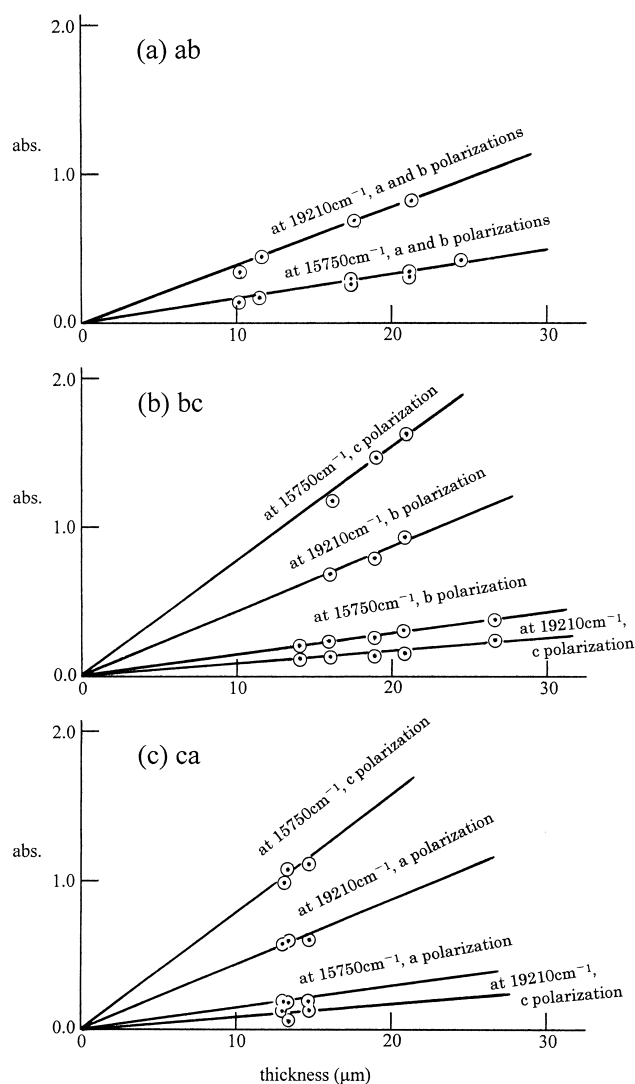 2.0
(a) ab
abs.
1.0
at 19210cm⁻¹, a and b polarizations
at 15750cm⁻¹, a and b polarizations
0.0
0
10
20
30
2.0
(b) bc
at 15750cm⁻¹, c polarization
abs.
1.0
at 19210cm⁻¹, b polarization
at 15750cm⁻¹, b polarization
at 19210cm⁻¹,
c polarization
0.0
0
10
20
30
2.0
(c) ca
at 15750cm⁻¹, c polarization
abs.
1.0
at 19210cm⁻¹, a polarization
at 15750cm⁻¹, a polarization
at 19210cm⁻¹,
c polarization
0.0
0
10
20
30
thickness (μm)